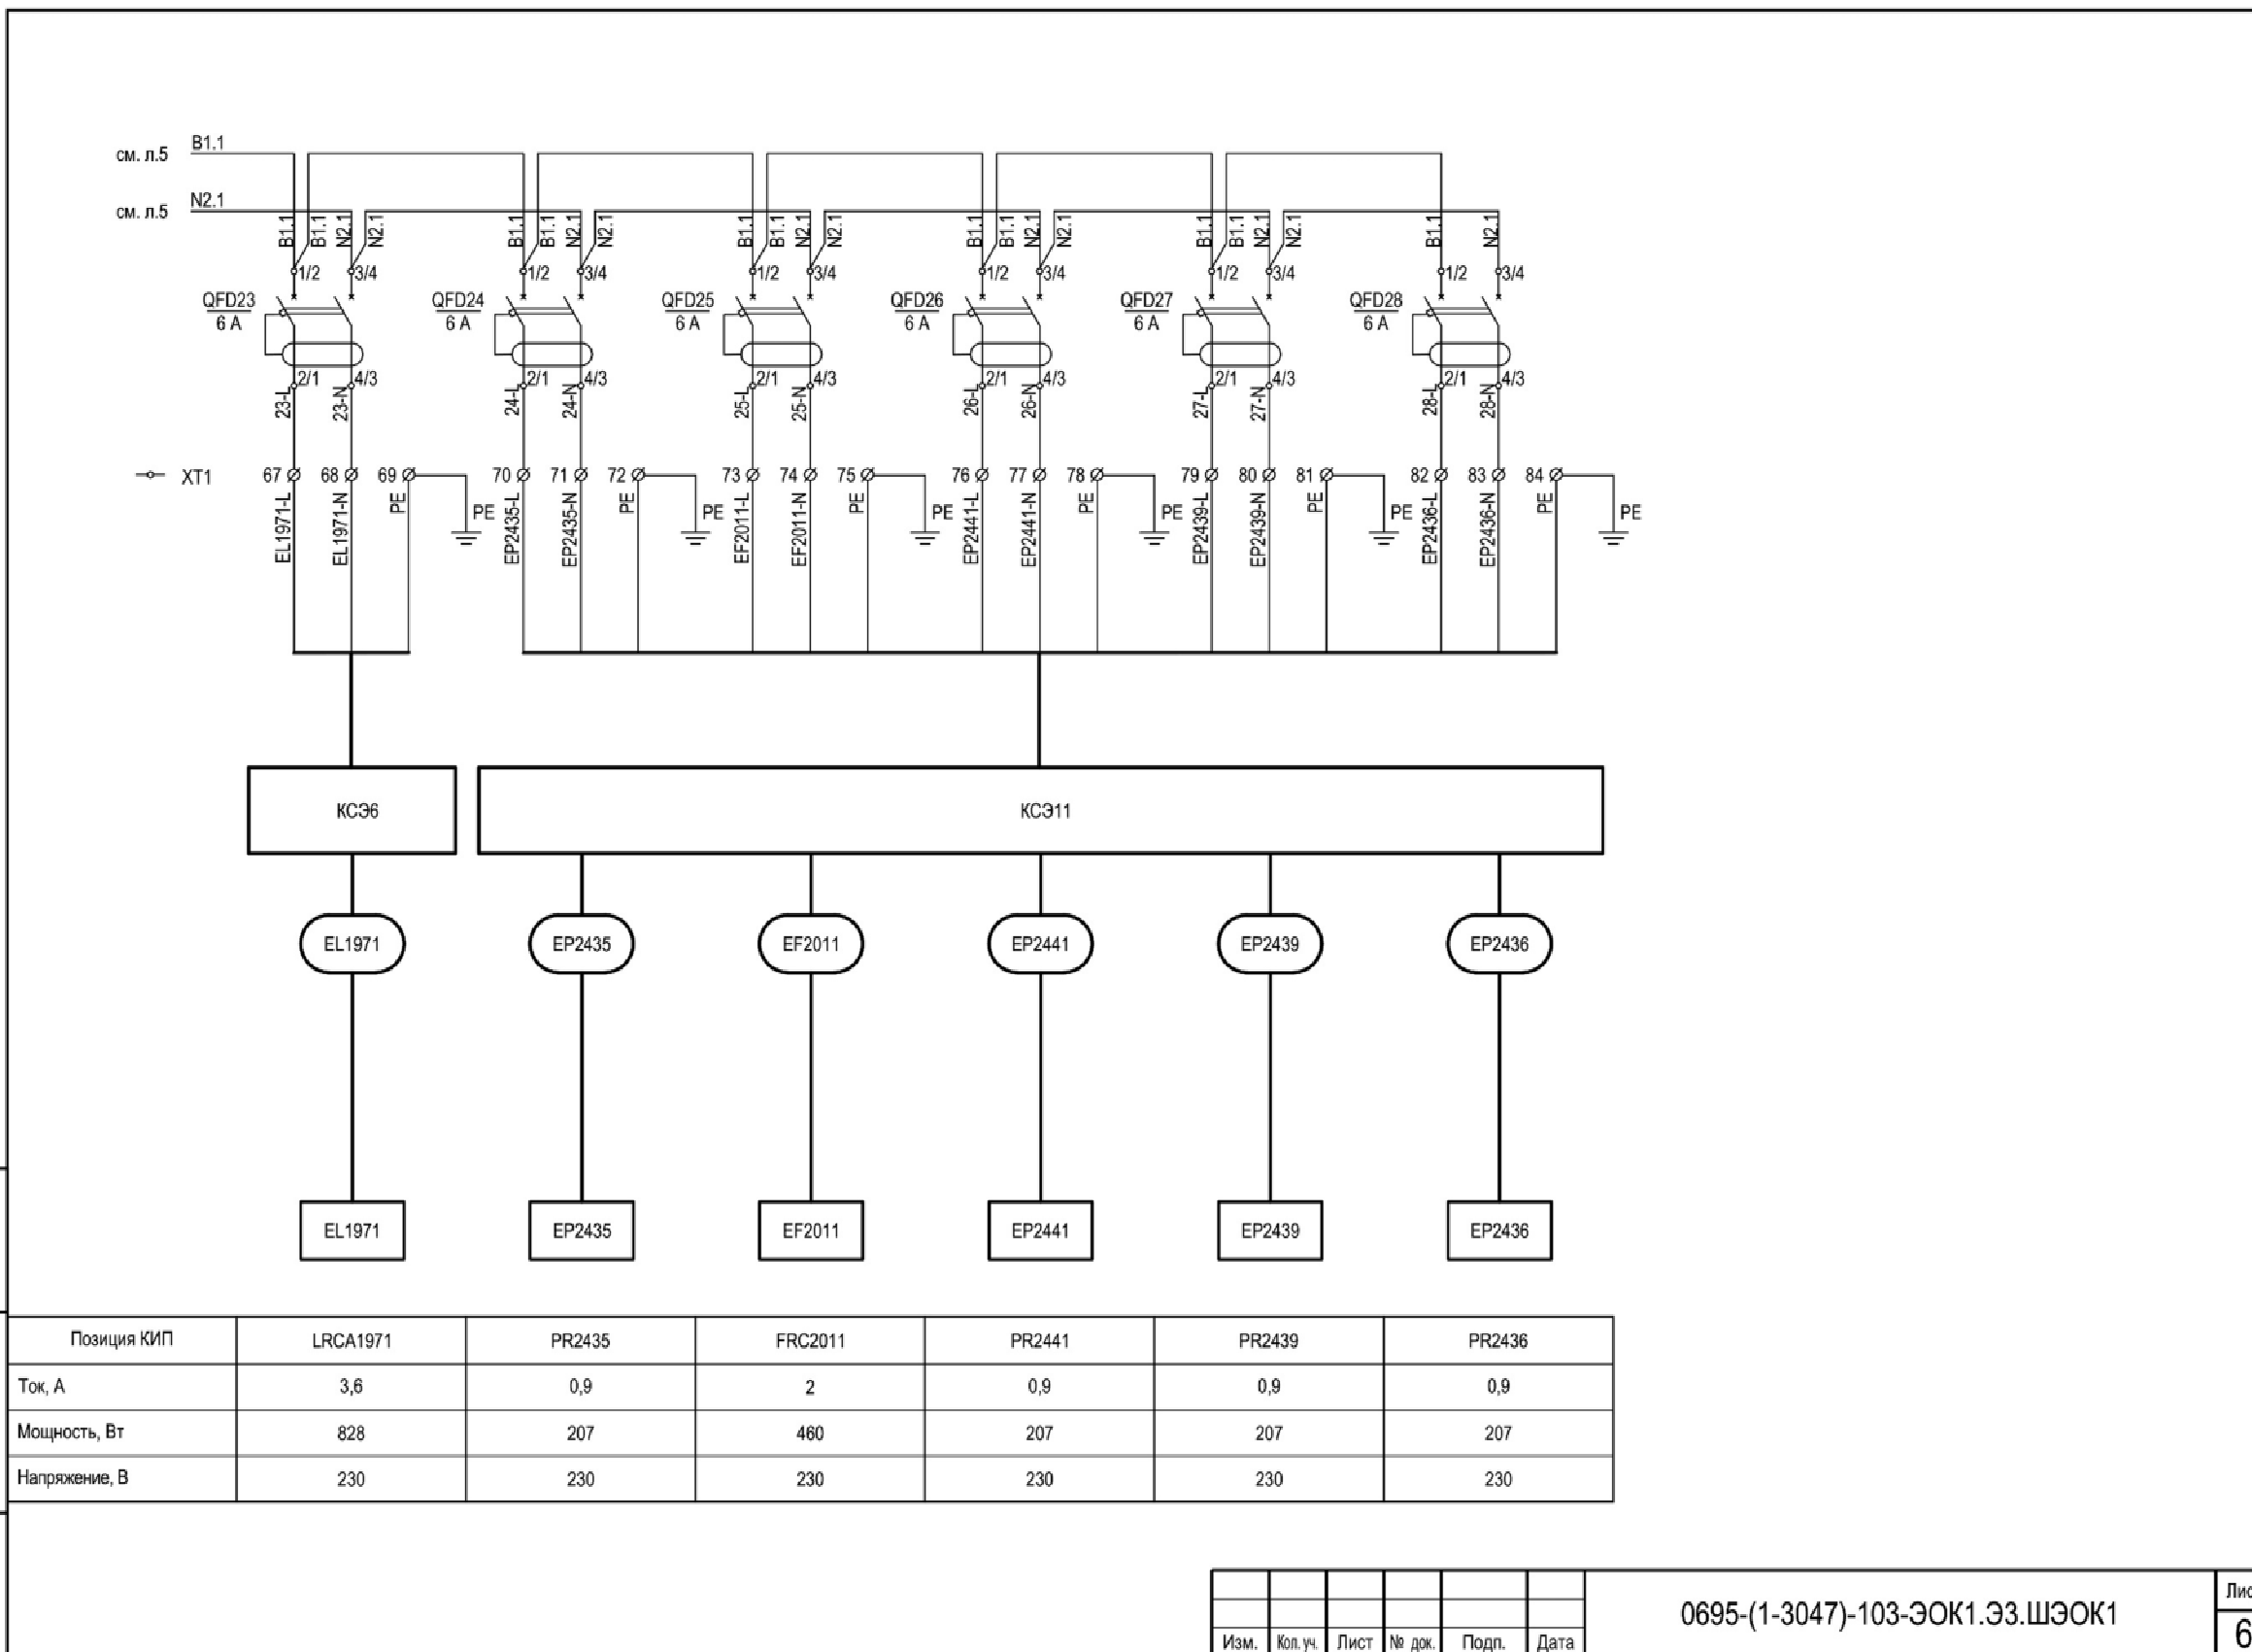 см. л.5 B1.1
см. л.5 N2.1
B1.1 B1.1 N2.1 N2.1 B1.1 B1.1 N2.1 N2.1 B1.1 B1.1 N2.1 N2.1 B1.1 B1.1 N2.1 N2.1 B1.1 B1.1 N2.1 N2.1 B1.1 N2.1
1/2 3/4 1/2 3/4 1/2 3/4 1/2 3/4 1/2 3/4 1/2 3/4
QFD23 QFD24 QFD25 QFD26 QFD27 QFD28
6 A 6 A 6 A 6 A 6 A 6 A
2/1 4/3 2/1 4/3 2/1 4/3 2/1 4/3 2/1 4/3 2/1 4/3
23-L 23-N 24-L 24-N 25-L 25-N 26-L 26-N 27-L 27-N 28-L 28-N
XT1 67 68 69 70 71 72 73 74 75 76 77 78 79 80 81 82 83 84
EL1971-L EL1971-N PE PE EP2435-L EP2435-N PE PE EF2011-L EF2011-N PE PE EP2441-L EP2441-N PE PE EP2439-L EP2439-N PE PE EP2436-L EP2436-N PE PE
КСЭ6 КСЭ11
EL1971 EP2435 EF2011 EP2441 EP2439 EP2436
EL1971 EP2435 EF2011 EP2441 EP2439 EP2436
Позиция КИП LRCA1971 PR2435 FRC2011 PR2441 PR2439 PR2436
Ток, А 3,6 0,9 2 0,9 0,9 0,9
Мощность, Вт 828 207 460 207 207 207
Напряжение, В 230 230 230 230 230 230
0695-(1-3047)-103-ЭОК1.ЭЗ.ШЭОК1
Изм. Кол. уч. Лист № док. Подп. Дата
6